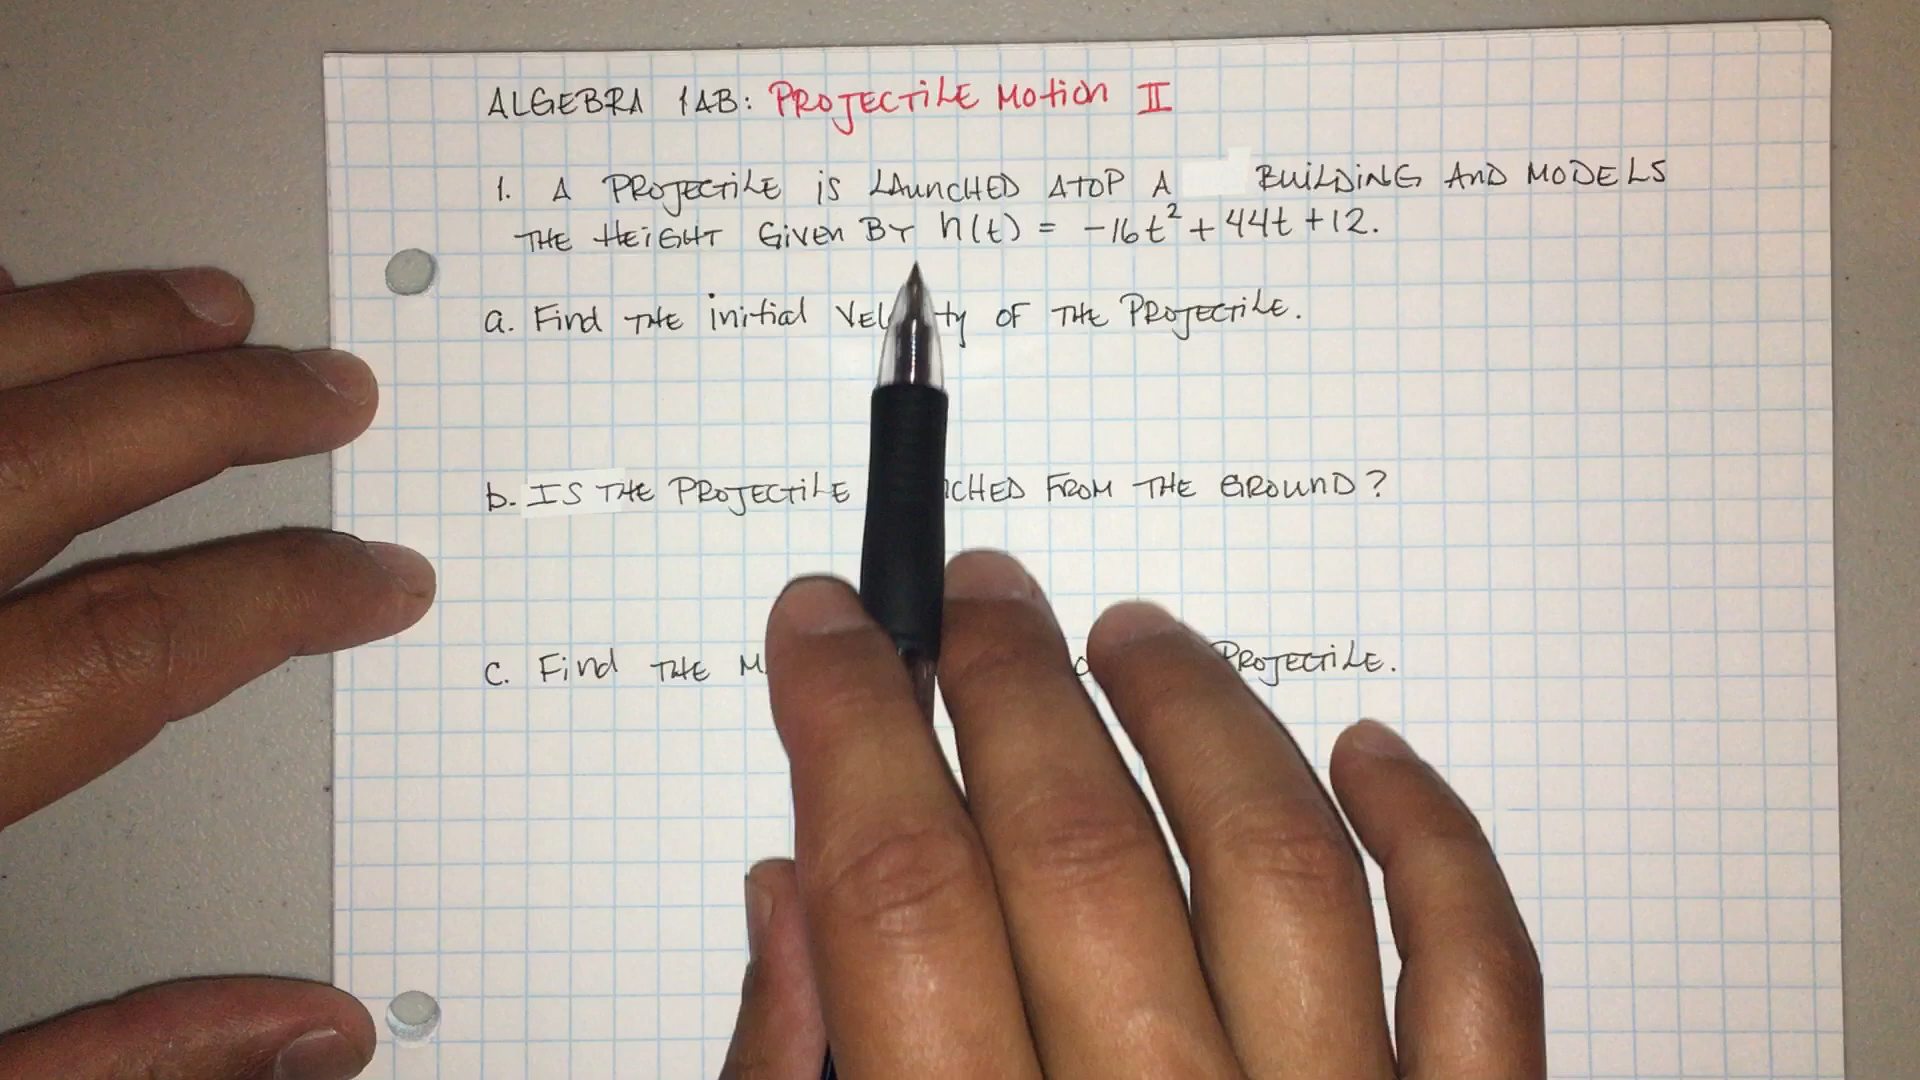 ALGEBRA 1AB: PROJECTILE MOTION II
1. A PROJECTILE IS LAUNCHED ATOP A BUILDING AND MODELS
THE HEIGHT GIVEN BY h(t) = -16t² + 44t + 12.
a. Find THE initial OF THE PROJECTILE.
b. IS THE PROJECTILE FROM THE GROUND?
c. Find THE PROJECTILE.